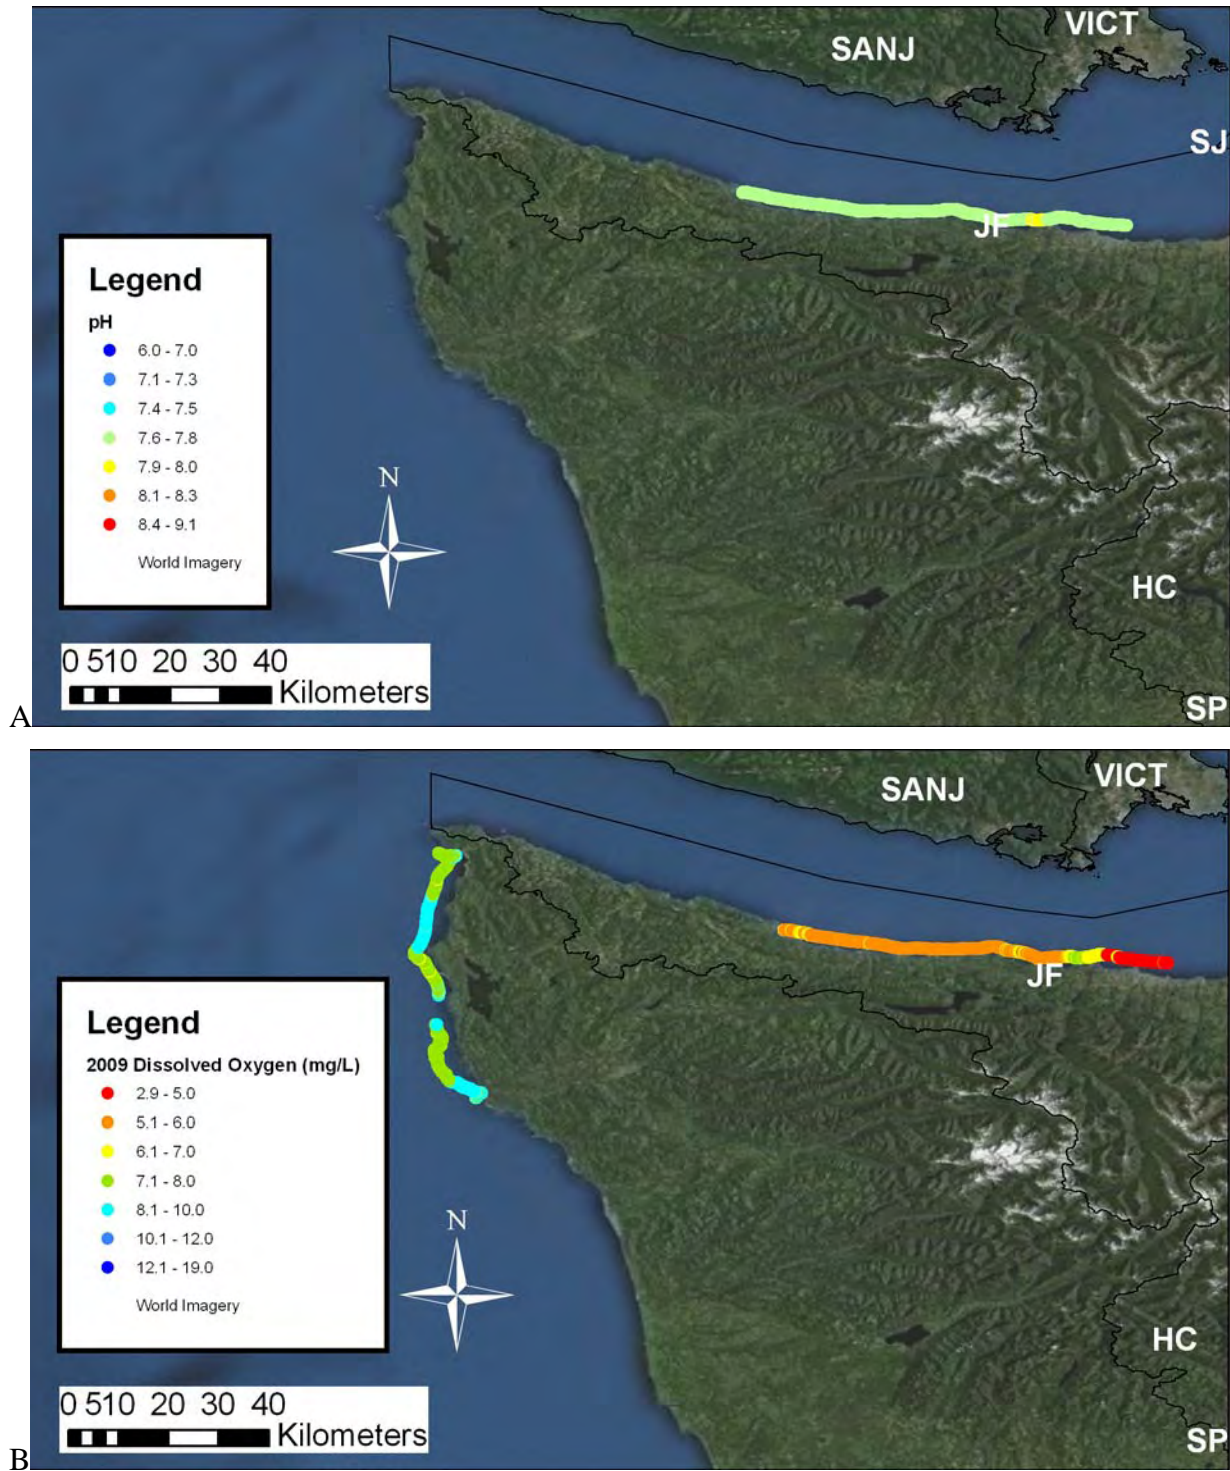 VICT
SANJ
SJ
JF
Legend
pH
6.0 - 7.0
7.1 - 7.3
7.4 - 7.5
7.6 - 7.8
7.9 - 8.0
8.1 - 8.3
8.4 - 9.1
World Imagery
N
HC
0 510 20 30 40
Kilometers
SP
A
VICT
SANJ
JF
Legend
2009 Dissolved Oxygen (mg/L)
2.9 - 5.0
5.1 - 6.0
6.1 - 7.0
7.1 - 8.0
8.1 - 10.0
10.1 - 12.0
12.1 - 19.0
World Imagery
N
HC
0 510 20 30 40
Kilometers
SP
B